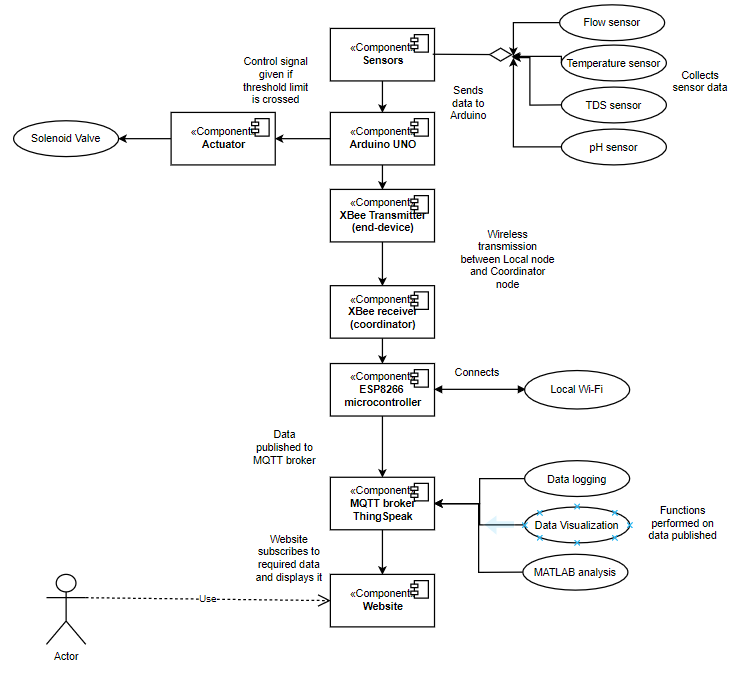 Flow sensor
«Component»
Sensors
Temperature sensor
Control signal
given if
threshold limit
is crossed
Collects
sensor data
Sends
data to
Arduino
TDS sensor
Solenoid Valve
«Component»
Actuator
«Component»
Arduino UNO
pH sensor
«Component»
XBee Transmitter
(end-device)
Wireless
transmission
between Local node
and Coordinator
node
«Component»
XBee receiver
(coordinator)
«Component»
ESP8266
microcontroller
Connects
Local Wi-Fi
Data
published to
MQTT broker
«Component»
MQTT broker
ThingSpeak
Data logging
Data Visualization
MATLAB analysis
Functions
performed on
data published
Website
subscribes to
required data
and displays it
«Component»
Website
Use
Actor